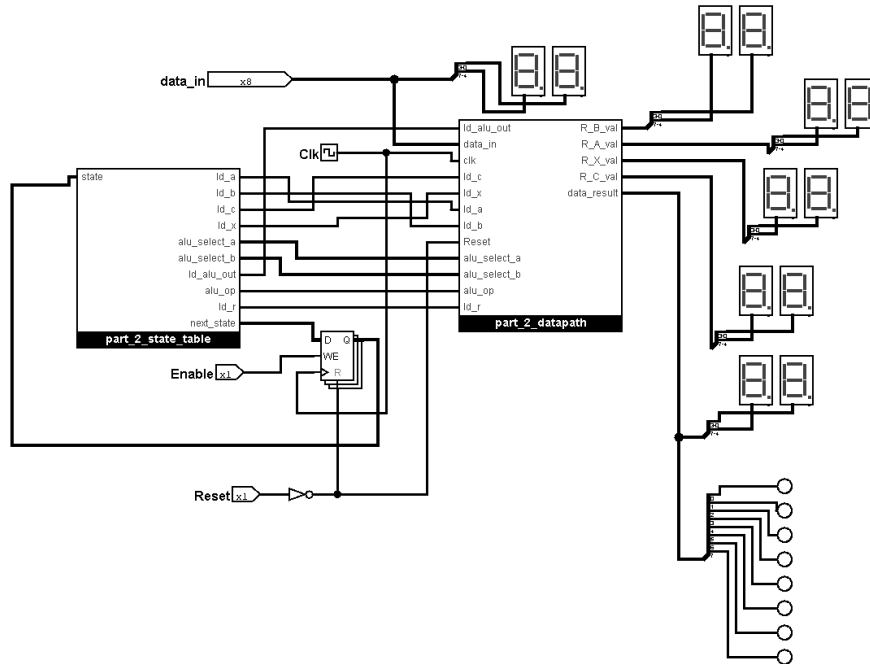 data_in
x8
Clk
state
ld_a
ld_b
ld_c
ld_x
alu_select_a
alu_select_b
ld_alu_out
alu_op
ld_r
next_state
part_2_state_table
ld_alu_out
data_in
clk
ld_c
ld_x
ld_a
ld_b
Reset
alu_select_a
alu_select_b
alu_op
ld_r
R_B_val
R_A_val
R_X_val
R_C_val
data_result
part_2_datapath
D Q
WE
R
Enable
x1
Reset
x1